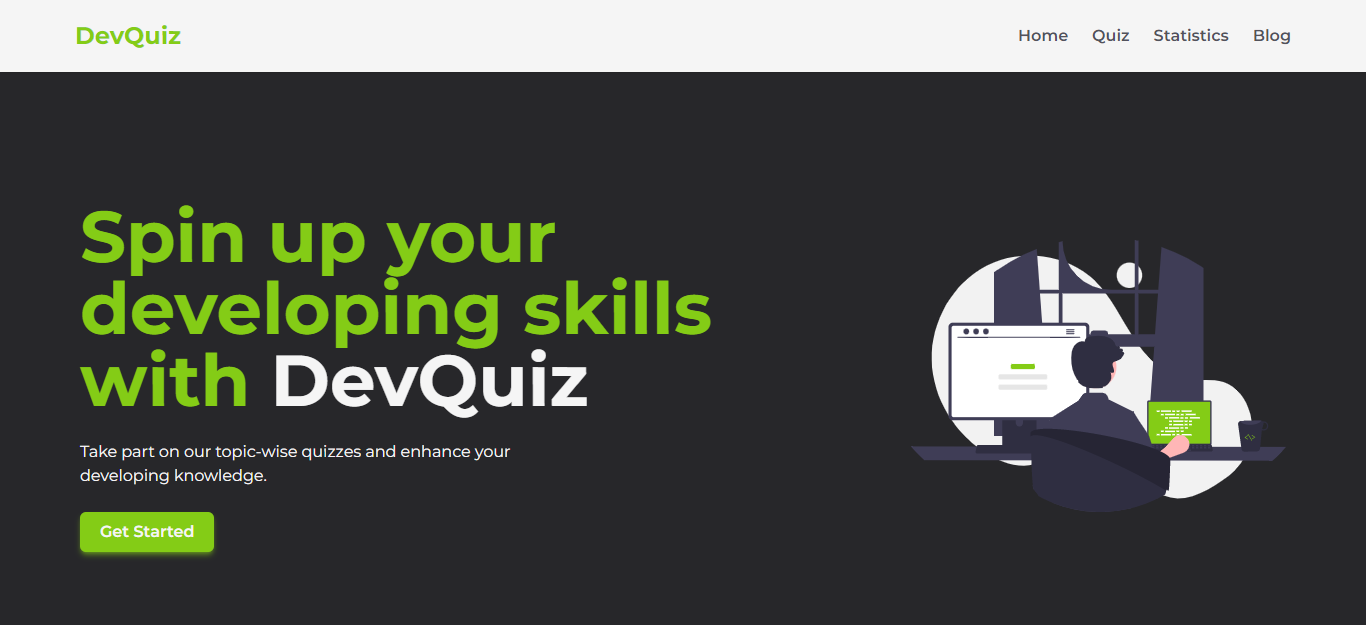 DevQuiz
Home Quiz Statistics Blog
Spin up your
developing skills
with DevQuiz
Take part on our topic-wise quizzes and enhance your
developing knowledge.
Get Started